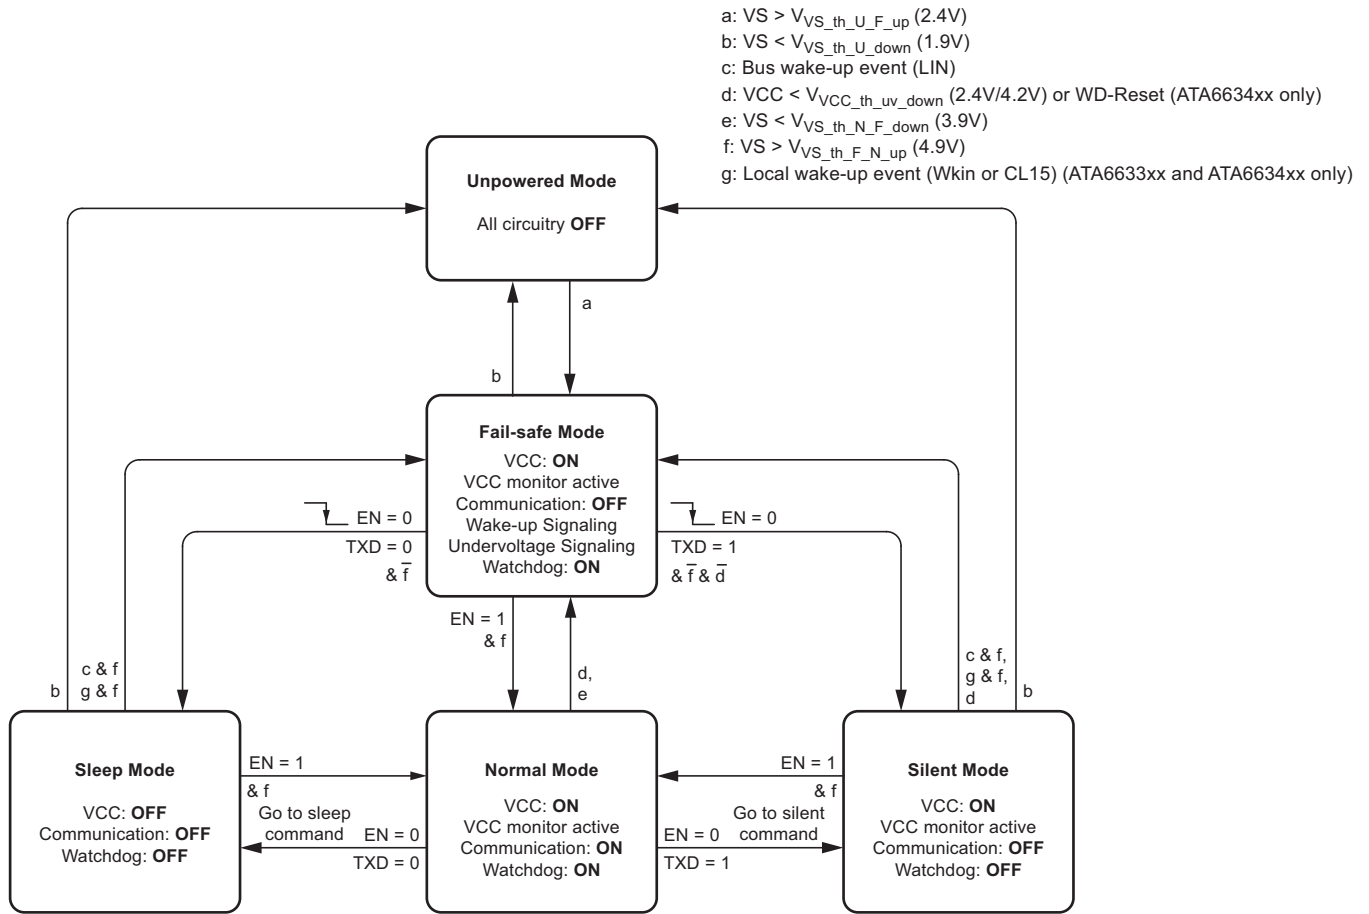 a: VS > V_VS_th_U_F_up (2.4V)
b: VS < V_VS_th_U_down (1.9V)
c: Bus wake-up event (LIN)
d: VCC < V_VCC_th_uv_down (2.4V/4.2V) or WD-Reset (ATA6634xx only)
e: VS < V_VS_th_N_F_down (3.9V)
f: VS > V_VS_th_F_N_up (4.9V)
g: Local wake-up event (Wkin or CL15) (ATA6633xx and ATA6634xx only)
Unpowered Mode
All circuitry OFF
a
b
Fail-safe Mode
VCC: ON
VCC monitor active
Communication: OFF
Wake-up Signaling
Undervoltage Signaling
Watchdog: ON
EN = 0
TXD = 0
& f̅
EN = 0
TXD = 1
& f̅ & d̅
EN = 1
& f
d,
e
b
c & f
g & f
c & f,
g & f,
d
b
Sleep Mode
VCC: OFF
Communication: OFF
Watchdog: OFF
EN = 1
& f
Go to sleep
command
EN = 0
TXD = 0
Normal Mode
VCC: ON
VCC monitor active
Communication: ON
Watchdog: ON
EN = 1
& f
Go to silent
command
EN = 0
TXD = 1
Silent Mode
VCC: ON
VCC monitor active
Communication: OFF
Watchdog: OFF